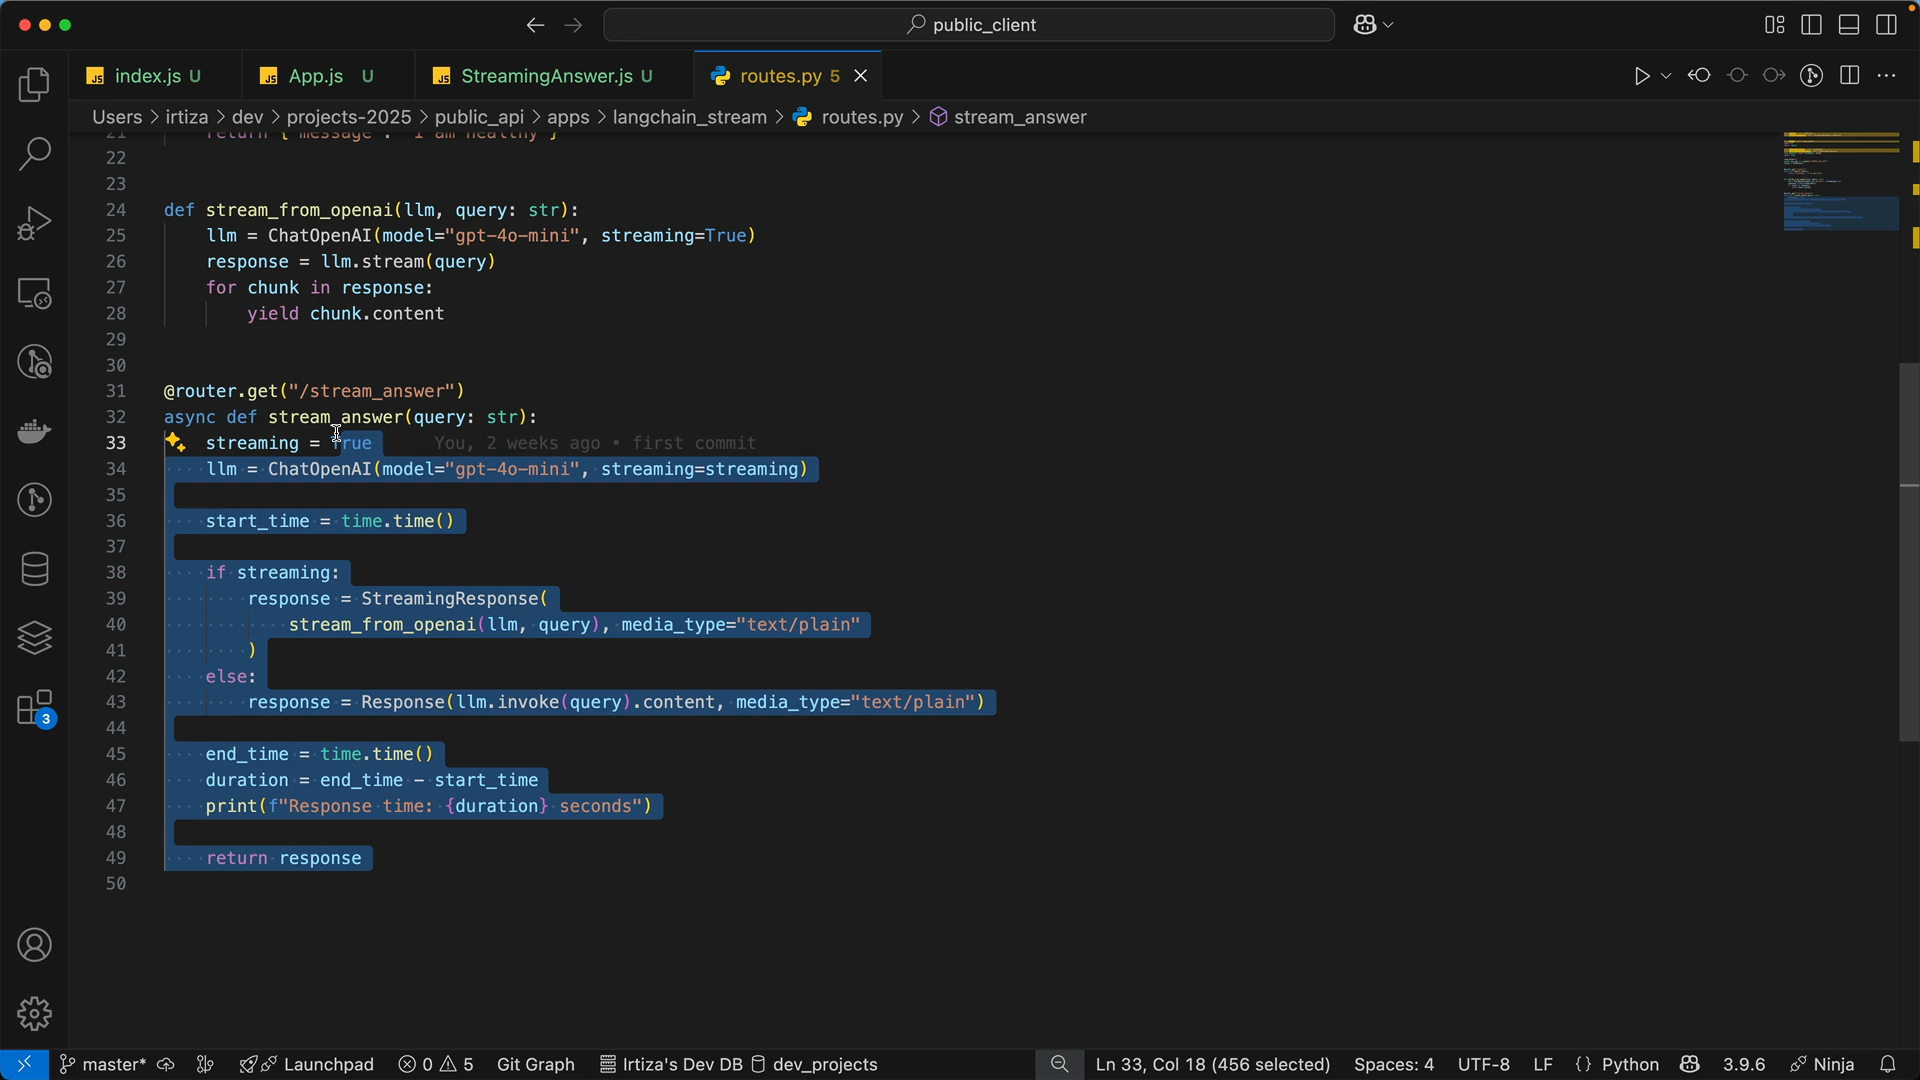 public_client
index.js U
App.js U
StreamingAnswer.js U
routes.py 5
Users > irtiza > dev > projects-2025 > public_api > apps > langchain_stream > routes.py > stream_answer
21 return {"message": "I am healthy"}
22
23
24 def stream_from_openai(llm, query: str):
25 llm = ChatOpenAI(model="gpt-4o-mini", streaming=True)
26 response = llm.stream(query)
27 for chunk in response:
28 yield chunk.content
29
30
31 @router.get("/stream_answer")
32 async def stream_answer(query: str):
33 streaming = True You, 2 weeks ago • first commit
34 llm = ChatOpenAI(model="gpt-4o-mini", streaming=streaming)
35
36 start_time = time.time()
37
38 if streaming:
39 response = StreamingResponse(
40 stream_from_openai(llm, query), media_type="text/plain"
41 )
42 else:
43 response = Response(llm.invoke(query).content, media_type="text/plain")
44
45 end_time = time.time()
46 duration = end_time - start_time
47 print(f"Response time: {duration} seconds")
48
49 return response
50
3
master* Launchpad 0 5 Git Graph Irtiza's Dev DB dev_projects Ln 33, Col 18 (456 selected) Spaces: 4 UTF-8 LF {} Python 3.9.6 Ninja